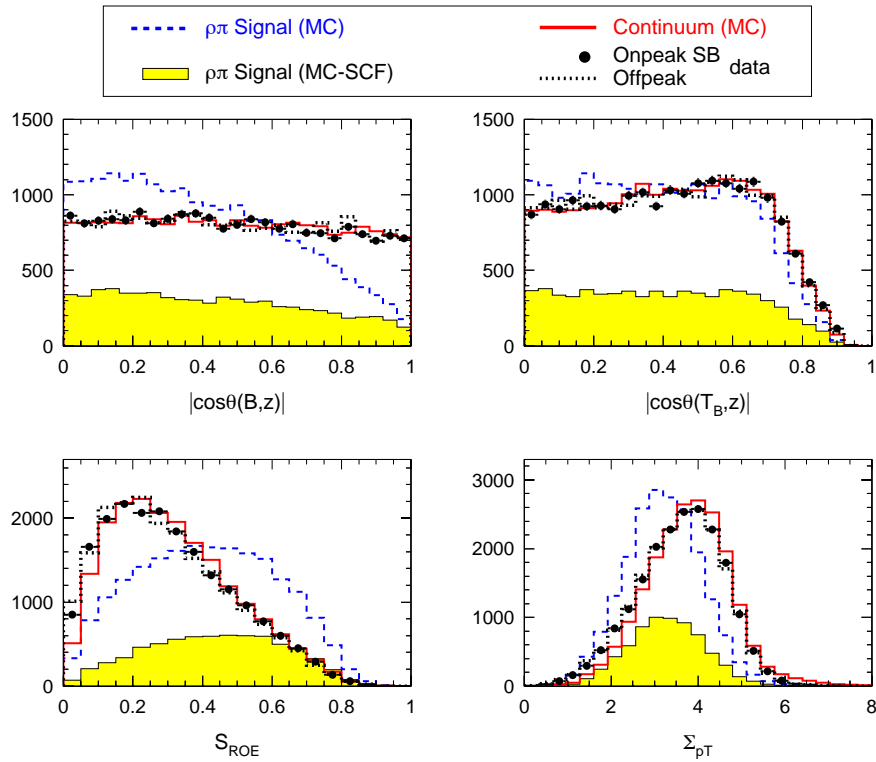 ρπ Signal (MC)
Continuum (MC)
ρπ Signal (MC-SCF)
Onpeak SB
Offpeak
data
1500
1000
500
0
0 0.2 0.4 0.6 0.8 1
|cosθ(B,z)|
1500
1000
500
0
0 0.2 0.4 0.6 0.8 1
|cosθ(T_B,z)|
2000
1000
0
0 0.2 0.4 0.6 0.8 1
S_ROE
3000
2000
1000
0
0 2 4 6 8
Σ_pT